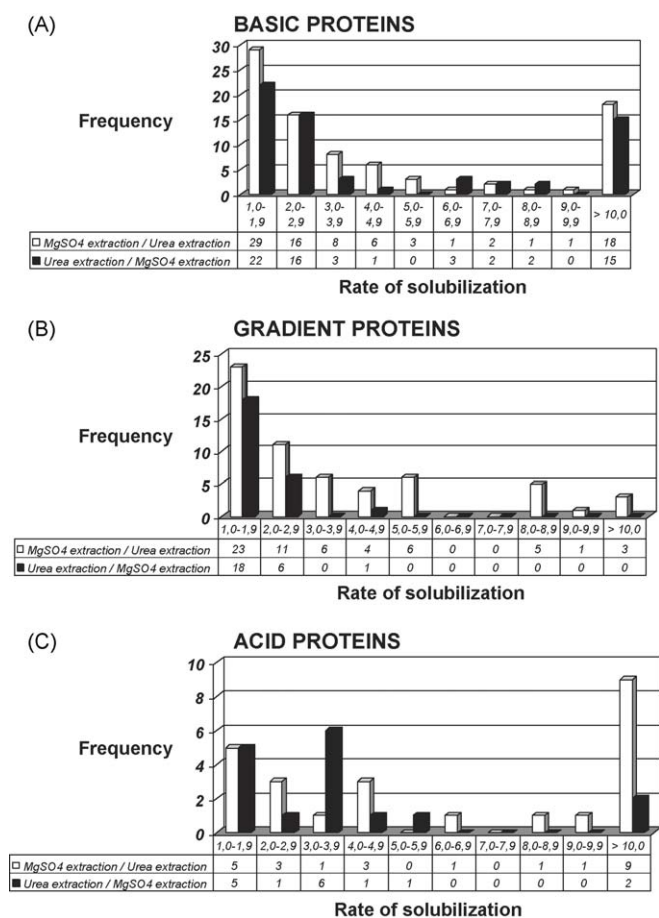 (A) BASIC PROTEINS
30
25
20
15
10
5
0
Frequency
1,0-1,9 2,0-2,9 3,0-3,9 4,0-4,9 5,0-5,9 6,0-6,9 7,0-7,9 8,0-8,9 9,0-9,9 > 10,0
MgSO4 extraction / Urea extraction 29 16 8 6 3 1 2 1 1 18
Urea extraction / MgSO4 extraction 22 16 3 1 0 3 2 2 0 15
Rate of solubilization
(B) GRADIENT PROTEINS
25
20
15
10
5
0
Frequency
1,0-1,9 2,0-2,9 3,0-3,9 4,0-4,9 5,0-5,9 6,0-6,9 7,0-7,9 8,0-8,9 9,0-9,9 > 10,0
MgSO4 extraction / Urea extraction 23 11 6 4 6 0 0 5 1 3
Urea extraction / MgSO4 extraction 18 6 0 1 0 0 0 0 0 0
Rate of solubilization
(C) ACID PROTEINS
10
8
6
4
2
0
Frequency
1,0-1,9 2,0-2,9 3,0-3,9 4,0-4,9 5,0-5,9 6,0-6,9 7,0-7,9 8,0-8,9 9,0-9,9 > 10,0
MgSO4 extraction / Urea extraction 5 3 1 3 0 1 0 1 1 9
Urea extraction / MgSO4 extraction 5 1 6 1 1 0 0 0 0 2
Rate of solubilization